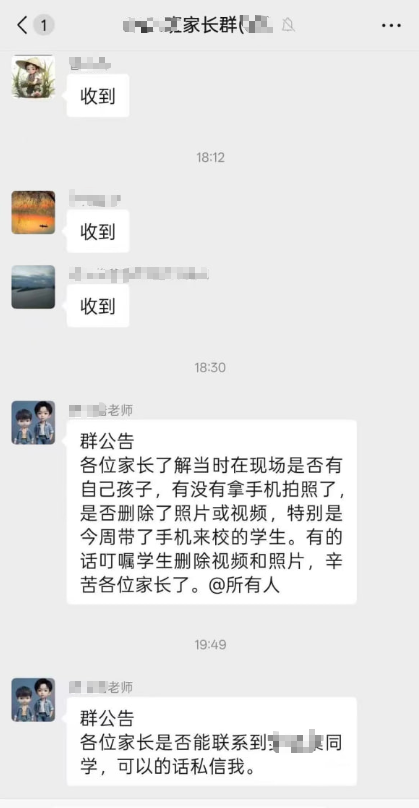 1
班家长群(
收到
18:12
收到
收到
18:30
老师
群公告
各位家长了解当时在现场是否有
自己孩子，有没有拿手机拍照了，
是否删除了照片或视频，特别是
今周带了手机来校的学生。有的
话叮嘱学生删除视频和照片，辛
苦各位家长了。@所有人
19:49
老师
群公告
各位家长是否能联系到
同
学，可以的话私信我。